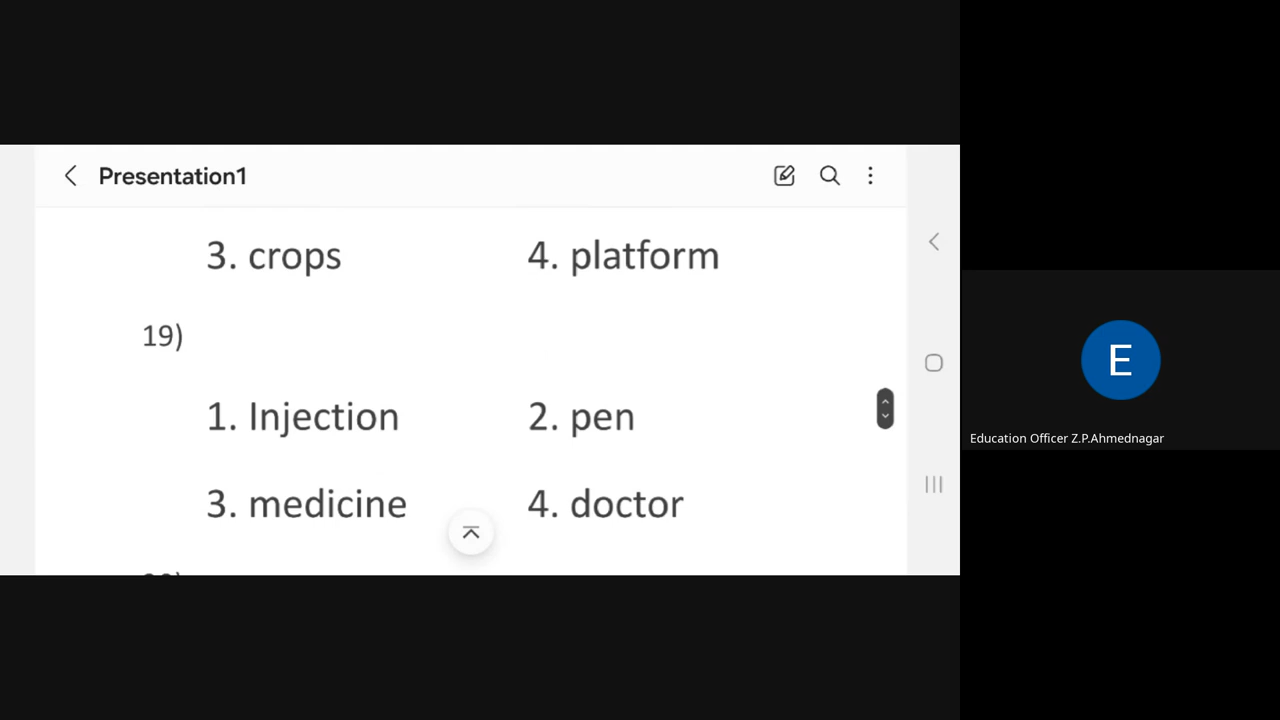 Presentation1
3. crops 4. platform
19)
1. Injection 2. pen
3. medicine 4. doctor
E
Education Officer Z.P.Ahmednagar